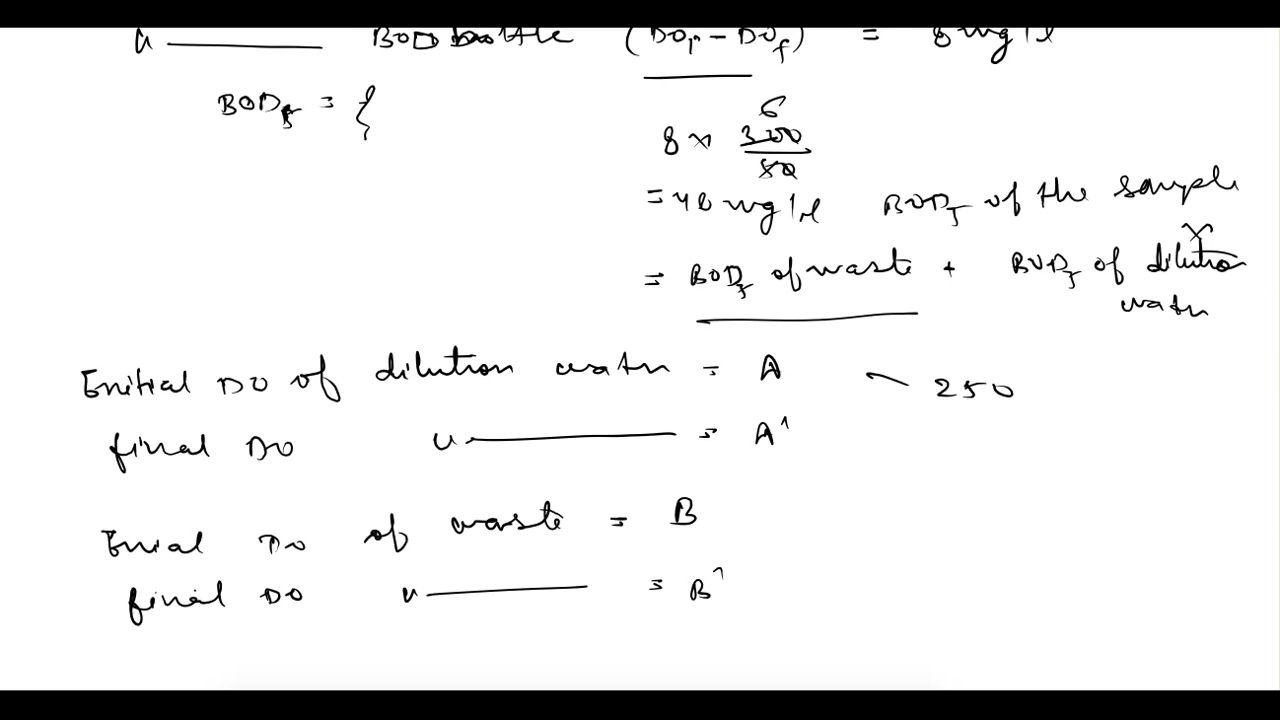 u —— BOD bottle (DOi - DOf) = 8 mg/l
BOD5 = {
6
8 x 300/50
= 48 mg/l BOD5 of the sample
= BOD5 of waste + BOD5 of dilution
water
Initial DO of dilution water = A
250
final DO u —— = A'
Initial DO of waste = B
final DO u —— = B'